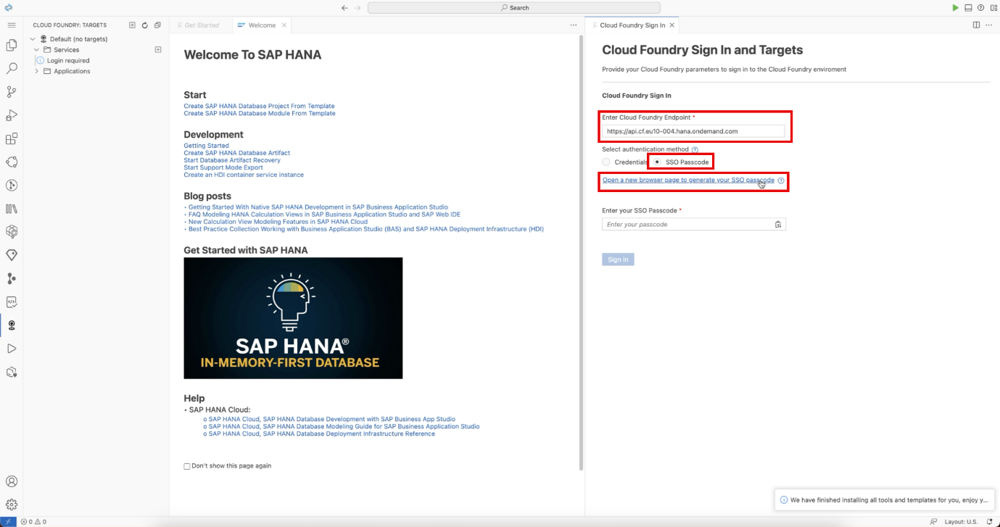 Search
CLOUD FOUNDRY: TARGETS
Default (no targets)
Services
Login required
Applications
Get Started
Welcome
Welcome To SAP HANA
Start
Create SAP HANA Database Project From Template
Create SAP HANA Database Module From Template
Development
Getting Started
Create SAP HANA Database Artifact
Start Database Artifact Recovery
Start Support Mode Export
Create an HDI container service instance
Blog posts
• Getting Started With Native SAP HANA Development in SAP Business Application Studio
• FAQ Modeling HANA Calculation Views in SAP Business Application Studio and SAP Web IDE
• New Calculation View Modeling Features in SAP HANA Cloud
• Best Practice Collection Working with Business Application Studio (BAS) and SAP HANA Deployment Infrastructure (HDI)
Get Started with SAP HANA
SAP HANA®
IN-MEMORY-FIRST DATABASE
Help
• SAP HANA Cloud:
o SAP HANA Cloud, SAP HANA Database Development with SAP Business App Studio
o SAP HANA Cloud, SAP HANA Database Modeling Guide for SAP Business Application Studio
o SAP HANA Cloud, SAP HANA Database Deployment Infrastructure Reference
Don't show this page again
Cloud Foundry Sign In
Cloud Foundry Sign In and Targets
Provide your Cloud Foundry parameters to sign in to the Cloud Foundry enviroment
Cloud Foundry Sign In
Enter Cloud Foundry Endpoint *
https://api.cf.eu10-004.hana.ondemand.com
Select authentication method
Credentials SSO Passcode
Open a new browser page to generate your SSO passcode
Enter your SSO Passcode *
Enter your passcode
Sign in
We have finished installing all tools and templates for you, enjoy y...
0 0
Layout: U.S.